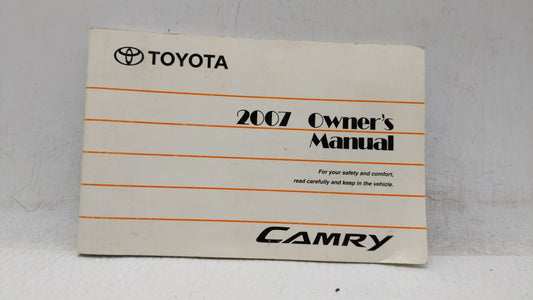 TOYOTA
2007 Owner's
Manual
For your safety and comfort,
read carefully and keep in the vehicle.
CAMRY